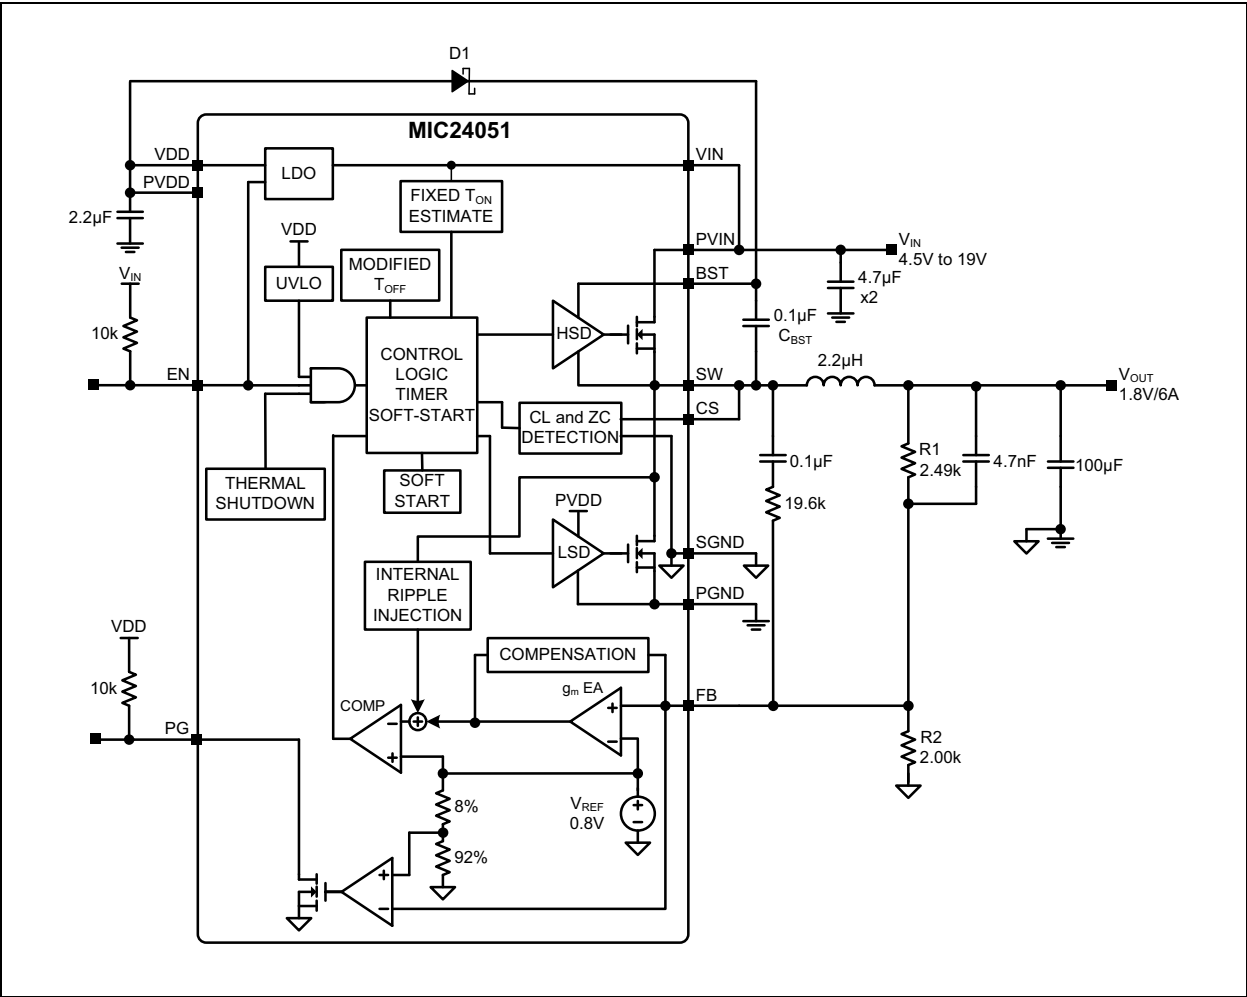 D1
MIC24051
VDD
PVDD
2.2µF
LDO
VIN
FIXED TON
ESTIMATE
VIN
10k
VDD
UVLO
MODIFIED
TOFF
PVIN
BST
VIN
4.5V to 19V
4.7µF
x2
0.1µF
CBST
HSD
CONTROL
LOGIC
TIMER
SOFT-START
EN
SW
2.2µH
VOUT
1.8V/6A
CS
CL and ZC
DETECTION
THERMAL
SHUTDOWN
SOFT
START
0.1µF
19.6k
R1
2.49k
4.7nF
100µF
PVDD
LSD
SGND
PGND
INTERNAL
RIPPLE
INJECTION
VDD
10k
PG
COMPENSATION
gm EA
+
−
FB
COMP
−
+
+
R2
2.00k
8%
92%
VREF
0.8V
+
−
+
−